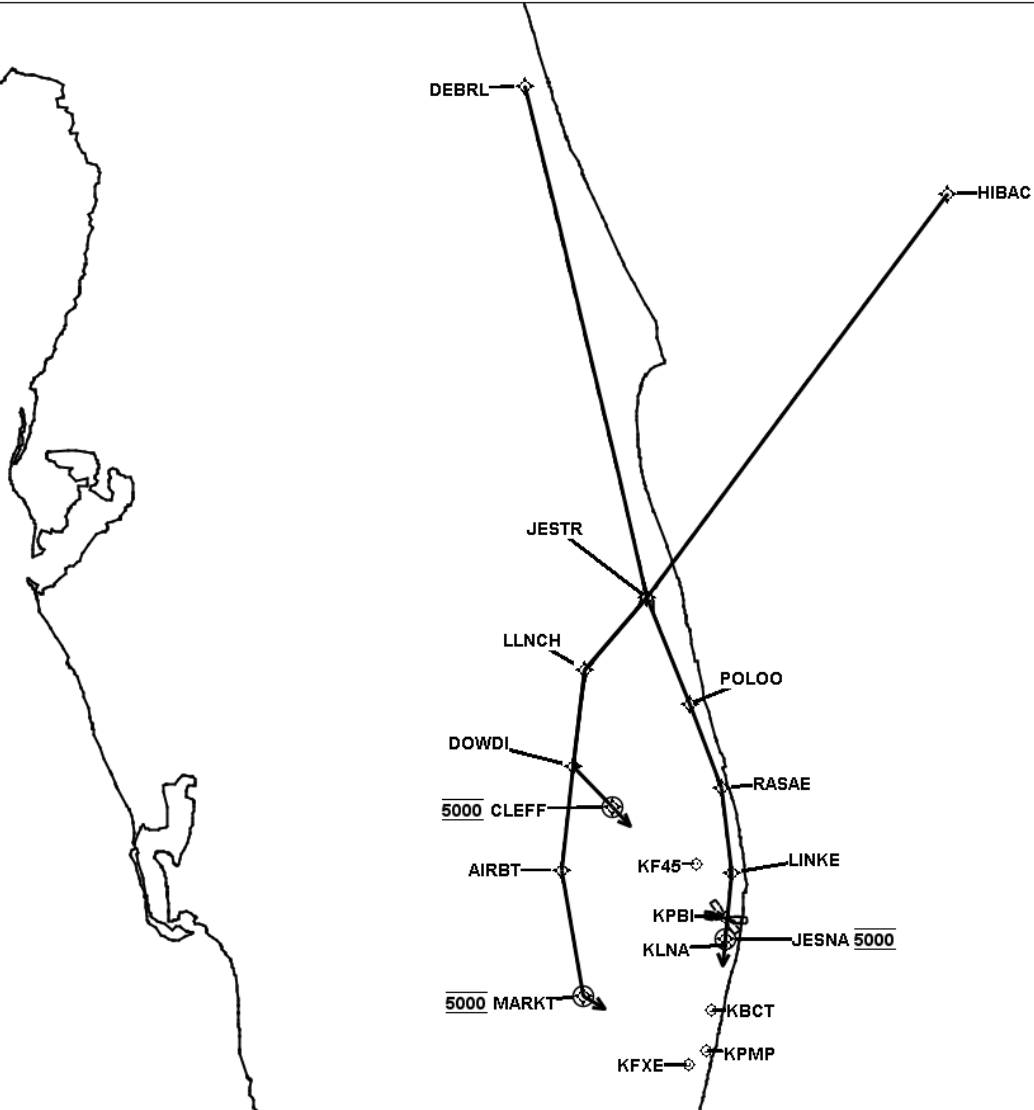 DEBRL
HIBAC
JESTR
LLNCH
POLOO
DOWDI
RASAE
5000 CLEFF
LINKE
KF45
AIRBT
KPBI
JESNA 5000
KLNA
5000 MARKT
KBCT
KPMP
KFXE